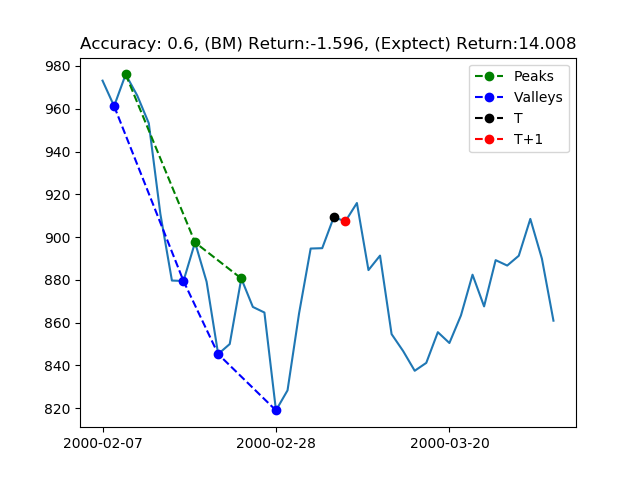 Accuracy: 0.6, (BM) Return:-1.596, (Exptect) Return:14.008
980
960
940
920
900
880
860
840
820
Peaks
Valleys
T
T+1
2000-02-07
2000-02-28
2000-03-20